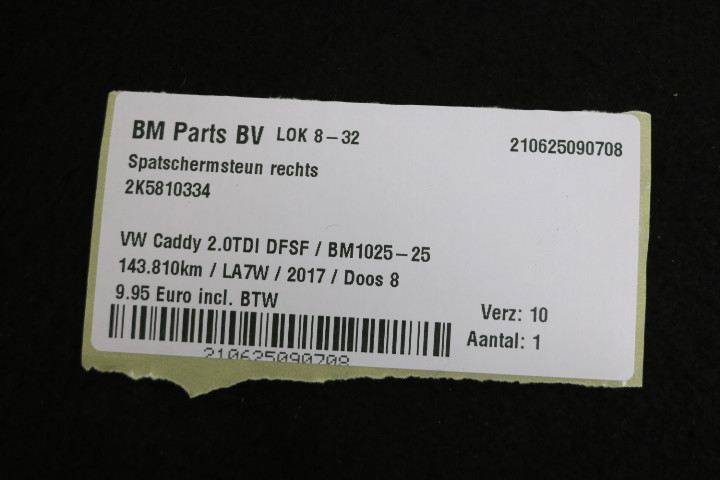 BM Parts BV LOK 8-32 210625090708
Spatschermsteun rechts
2K5810334
VW Caddy 2.0TDI DFSF / BM1025-25
143.810km / LA7W / 2017 / Doos 8
9.95 Euro incl. BTW
Verz: 10
Aantal: 1
210625090708